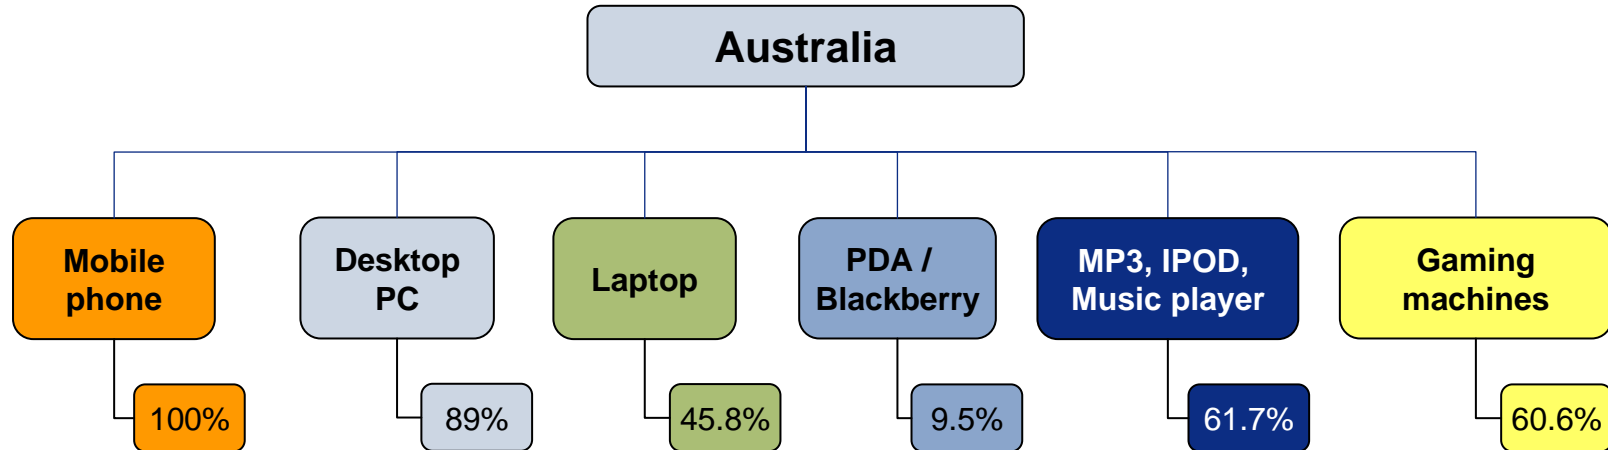 Australia
Mobile
phone
Desktop
PC
Laptop
PDA /
Blackberry
MP3, IPOD,
Music player
Gaming
machines
100%
89%
45.8%
9.5%
61.7%
60.6%